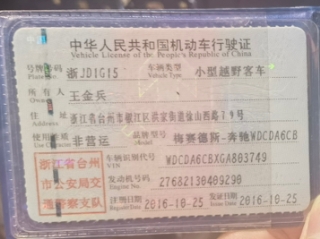 中华人民共和国机动车行驶证
Vehicle License of the People's Republic of China
号牌号码 浙JD1G15 车辆类型 小型越野客车
Plate No. Vehicle Type
所有人 王金兵
Owner
住址 浙江省台州市椒江区洪家街道徐山西路79号
使用性质 非营运 品牌型号 梅赛德斯-奔驰WDCDA6CB
Use Character Model
浙江省台州 车辆识别代号 WDCDA6CBXGA803749
VIN
市公安局交 发动机号码 27682130409290
Engine No.
通警察支队 注册日期 2016-10-25 发证日期 2016-10-25
Register Date Issue Date